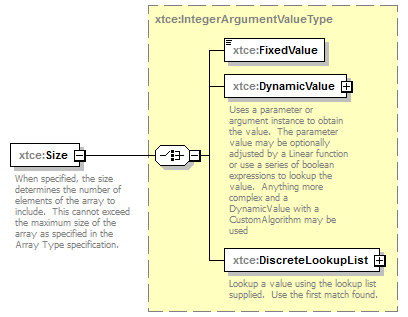 xtce:IntegerArgumentValueType
xtce:FixedValue
xtce:DynamicValue
Uses a parameter or
argument instance to obtain
the value. The parameter
value may be optionally
adjusted by a Linear function
or use a series of boolean
expressions to lookup the
value. Anything more
complex and a
DynamicValue with a
CustomAlgorithm may be
used
xtce:Size
When specified, the size
determines the number of
elements of the array to
include. This cannot exceed
the maximum size of the
array as specified in the
Array Type specification.
xtce:DiscreteLookupList
Lookup a value using the lookup list
supplied. Use the first match found.